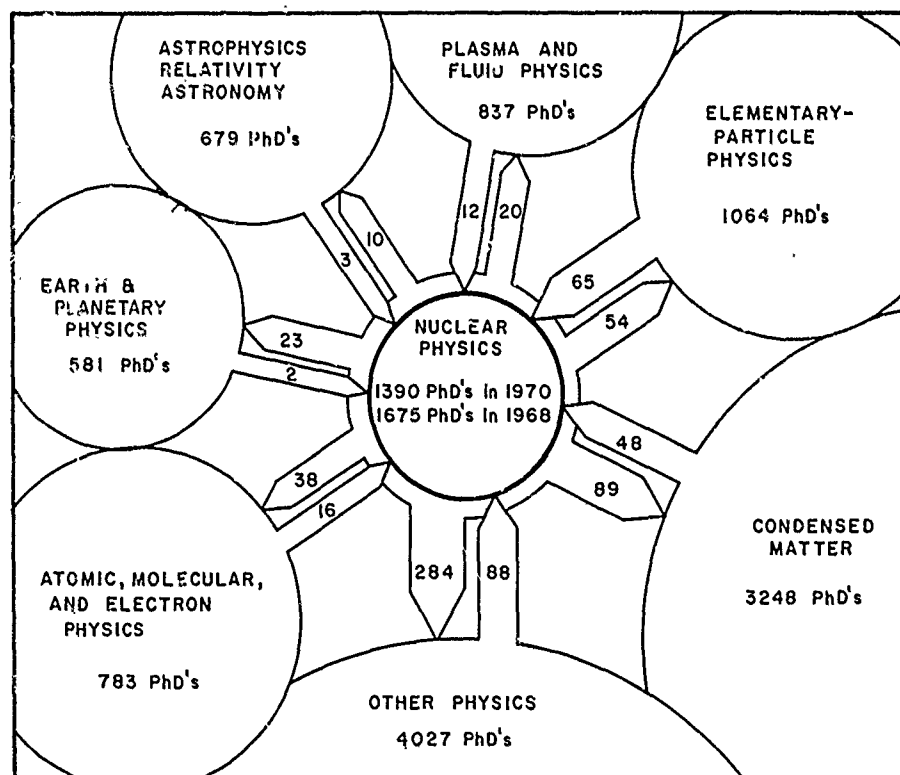 ASTROPHYSICS
RELATIVITY
ASTRONOMY
679 PhD's
PLASMA AND
FLUID PHYSICS
837 PhD's
ELEMENTARY-
PARTICLE
PHYSICS
1064 PhD's
12
20
3
10
65
54
EARTH &
PLANETARY
PHYSICS
581 PhD's
23
2
NUCLEAR
PHYSICS
1390 PhD's in 1970
1675 PhD's in 1968
48
89
38
16
284
88
CONDENSED
MATTER
3248 PhD's
ATOMIC, MOLECULAR,
AND ELECTRON
PHYSICS
783 PhD's
OTHER PHYSICS
4027 PhD's